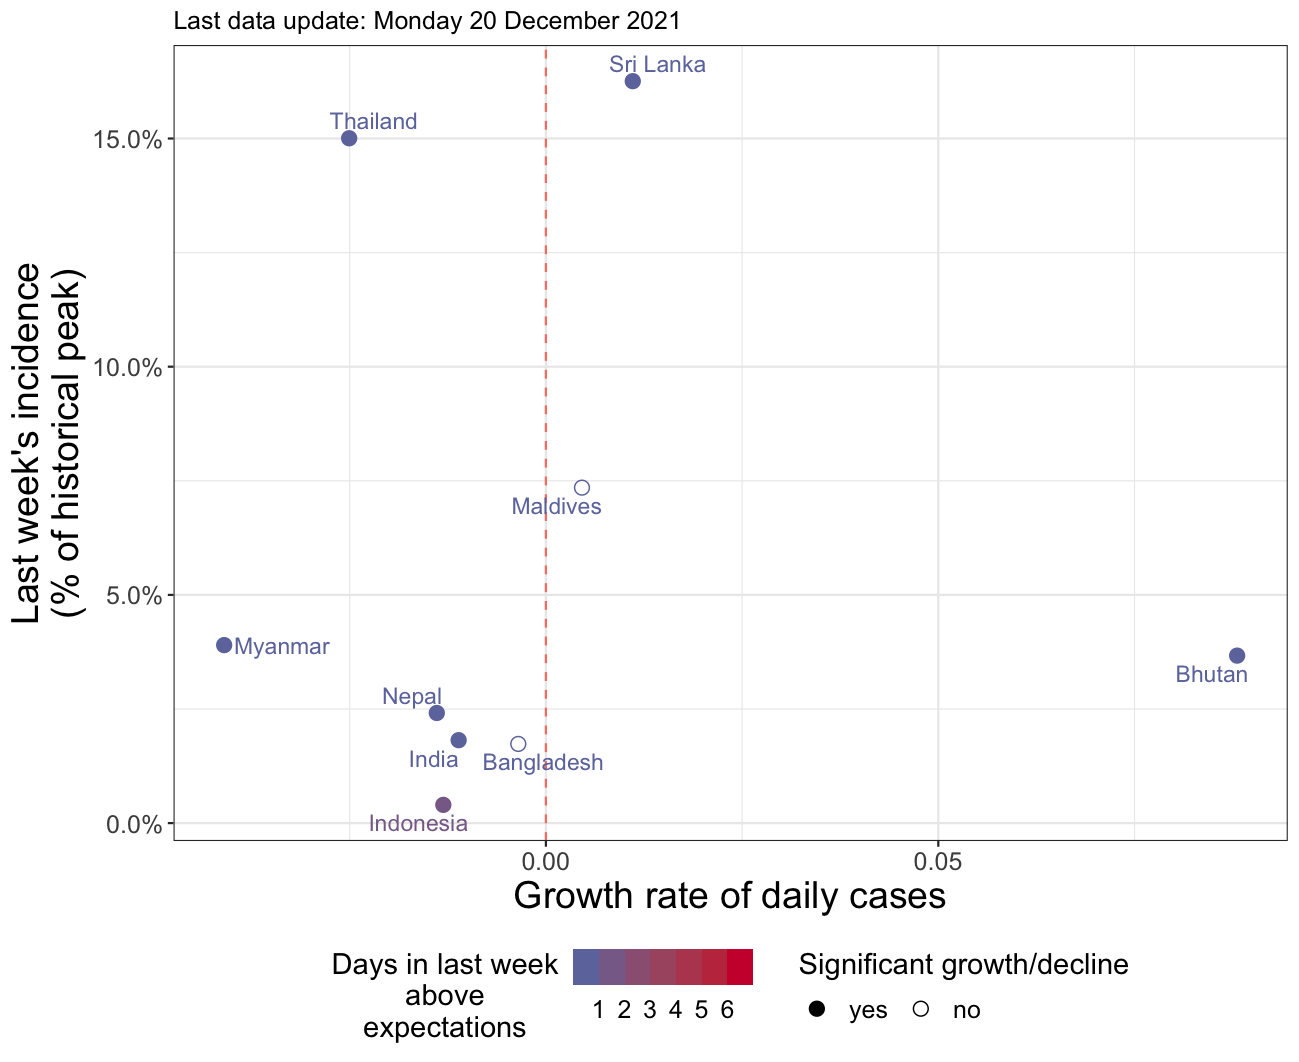 Last data update: Monday 20 December 2021
Sri Lanka
Thailand
15.0%
10.0%
Last week's incidence
(% of historical peak)
Maldives
5.0%
Myanmar
Bhutan
Nepal
India
Bangladesh
Indonesia
0.0%
0.00
0.05
Growth rate of daily cases
Days in last week
above
expectations
1 2 3 4 5 6
Significant growth/decline
yes
no